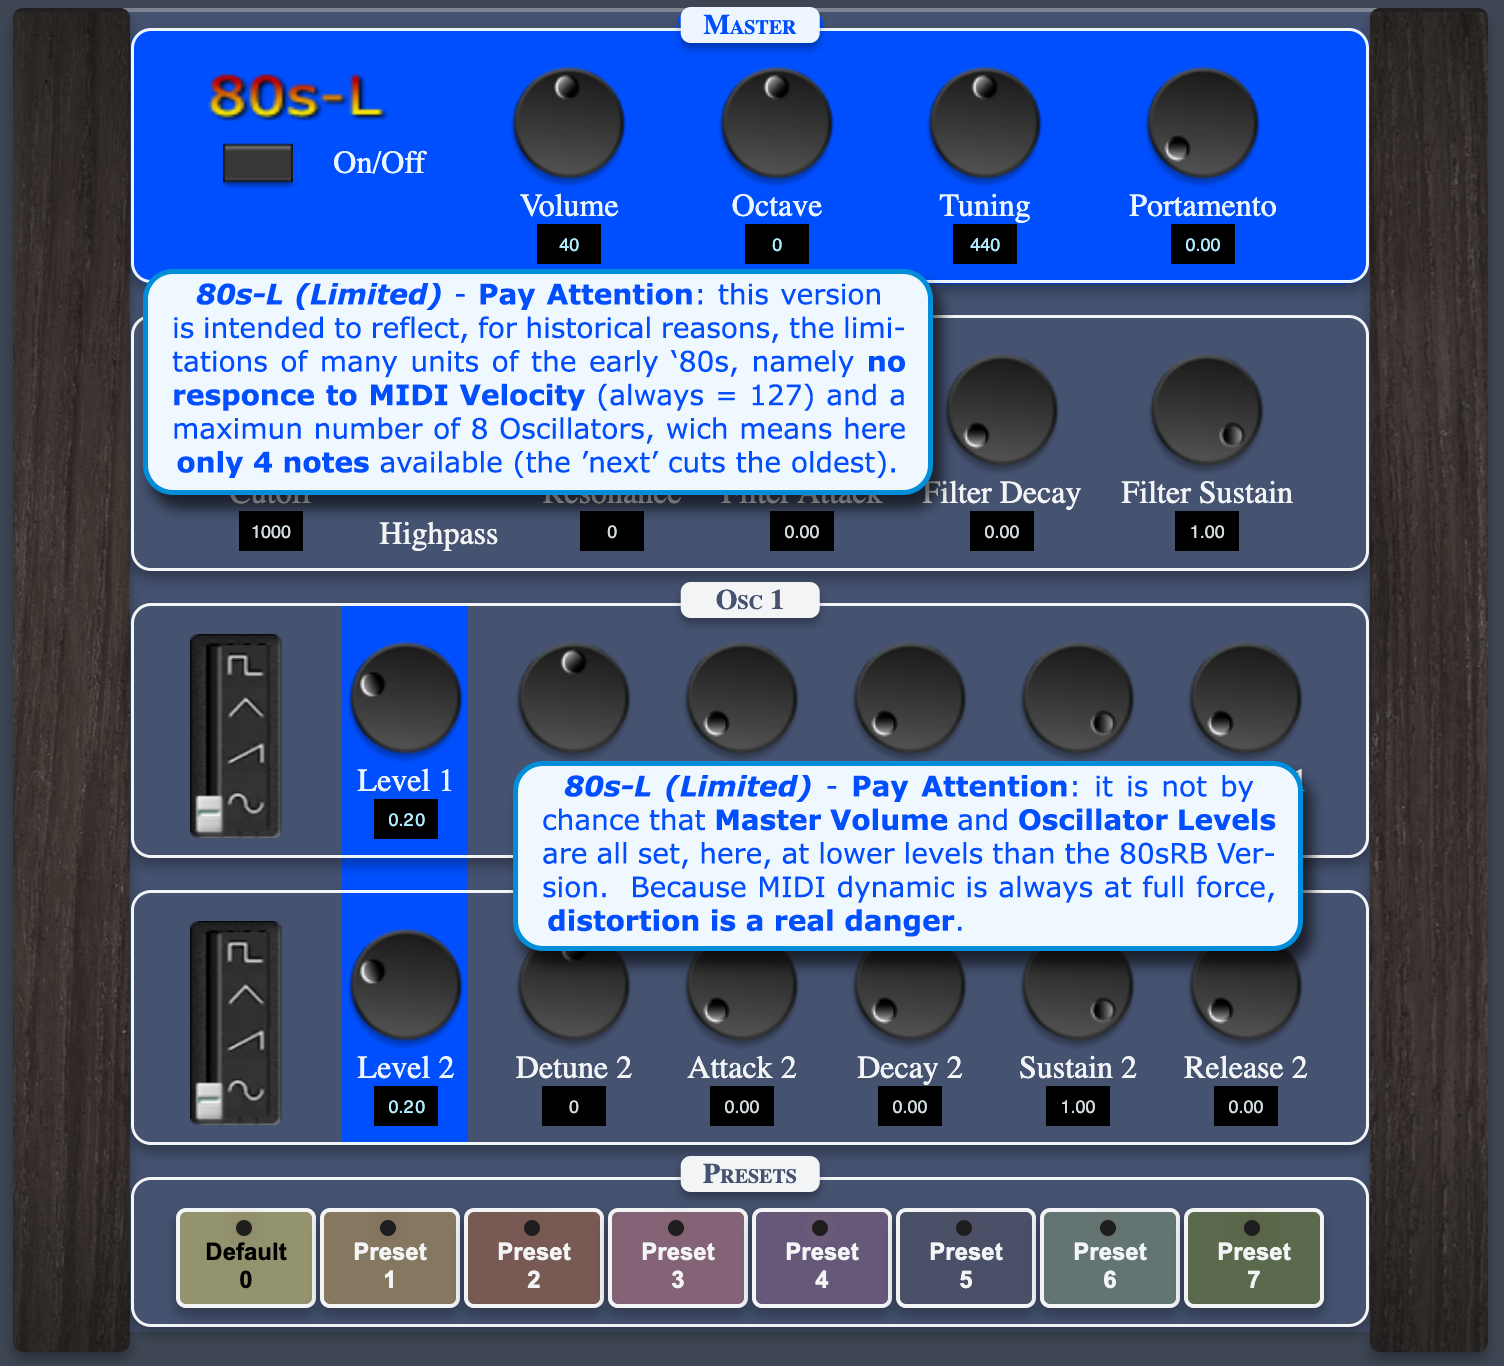 Master
80s-L
On/Off
Volume
Octave
Tuning
Portamento
40
0
440
0.00
80s-L (Limited) - Pay Attention: this version
is intended to reflect, for historical reasons, the limi-
tations of many units of the early ‘80s, namely no
responce to MIDI Velocity (always = 127) and a
maximun number of 8 Oscillators, wich means here
only 4 notes available (the ’next’ cuts the oldest).
Cutoff
Highpass
Resonance
Filter Attack
Filter Decay
Filter Sustain
1000
0
0.00
0.00
1.00
Osc 1
Level 1
0.20
80s-L (Limited) - Pay Attention: it is not by
chance that Master Volume and Oscillator Levels
are all set, here, at lower levels than the 80sRB Ver-
sion. Because MIDI dynamic is always at full force,
distortion is a real danger.
Level 2
Detune 2
Attack 2
Decay 2
Sustain 2
Release 2
0.20
0
0.00
0.00
1.00
0.00
Presets
Default
0
Preset
1
Preset
2
Preset
3
Preset
4
Preset
5
Preset
6
Preset
7